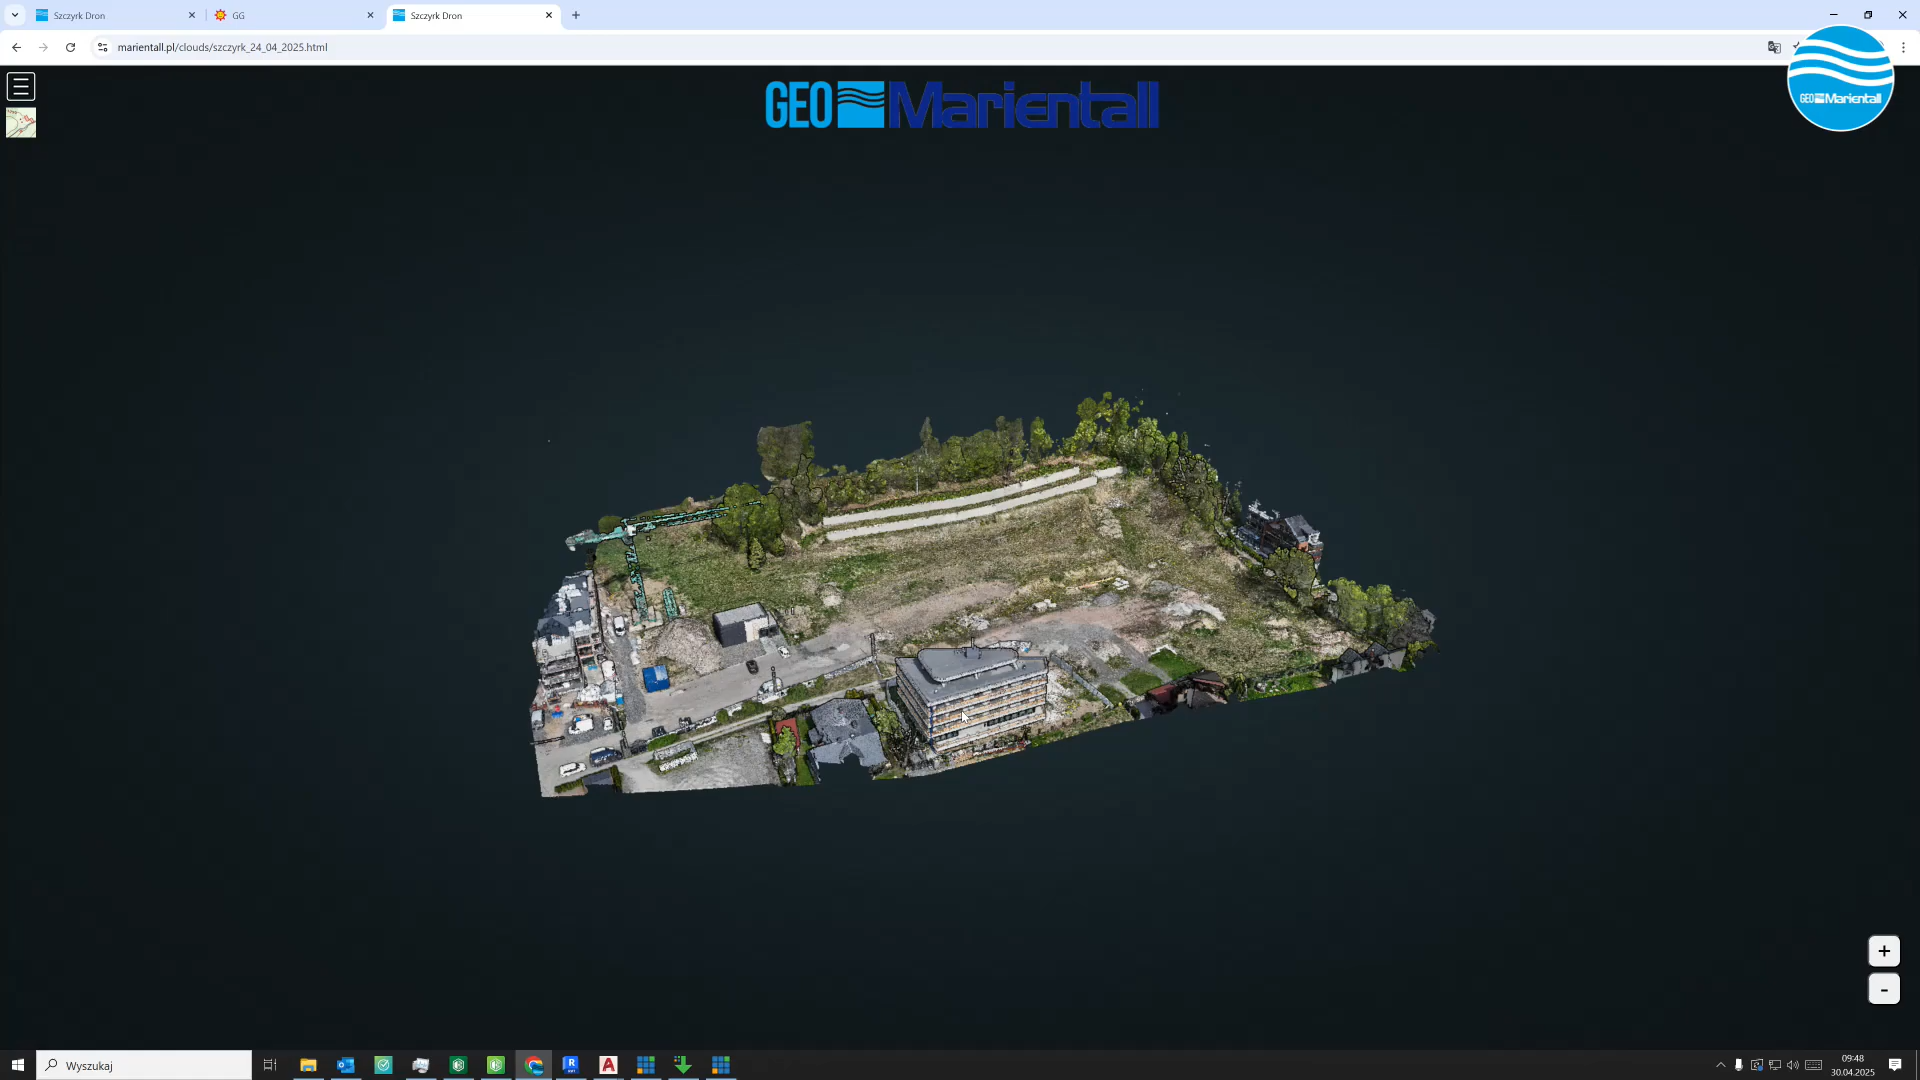 Szczyrk Dron
GG
Szczyrk Dron
marientall.pl/clouds/szczyrk_24_04_2025.html
GEO Marientall
GEO Marientall
+
-
Wyszukaj
R
A
09:48
30.04.2025